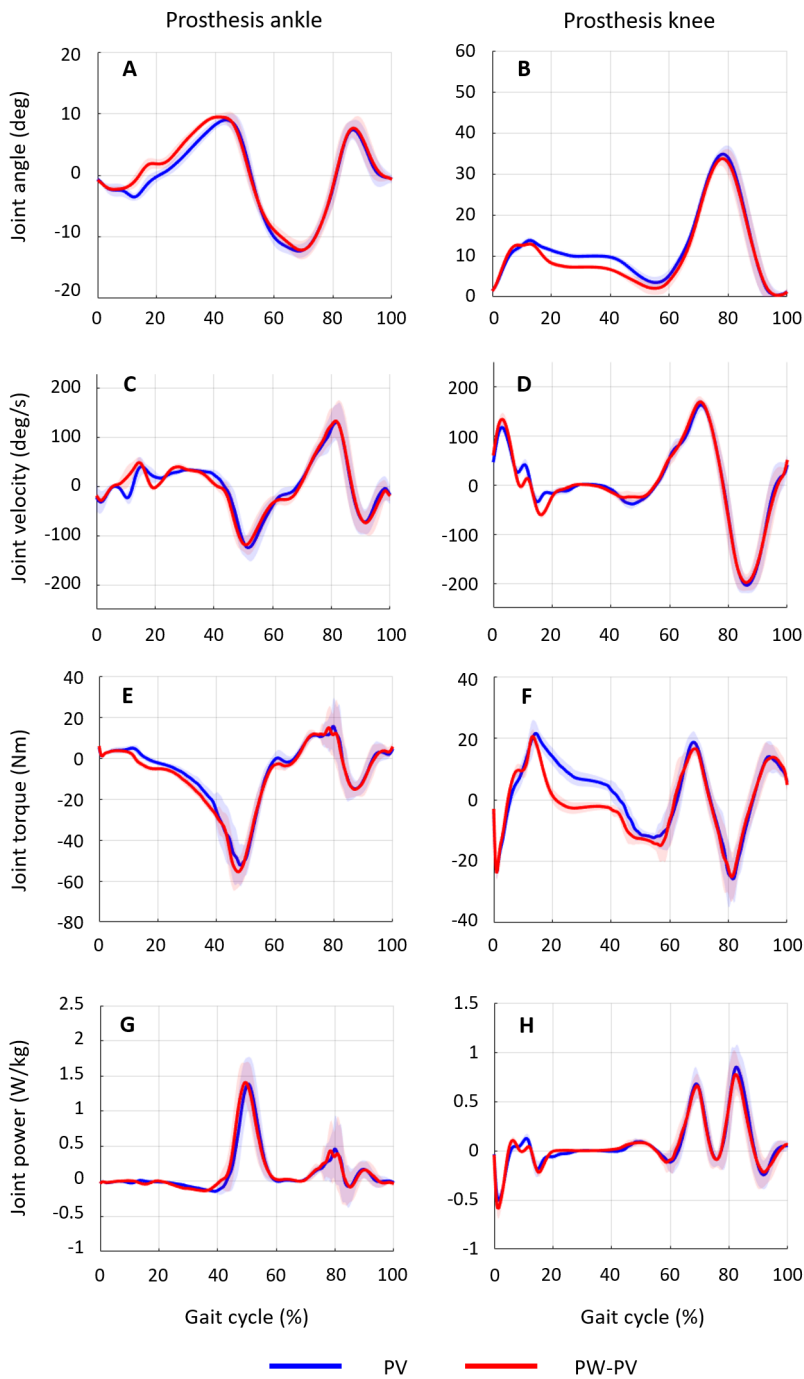 Prosthesis ankle Prosthesis knee
Joint angle (deg)
A
20
10
0
-10
-20
0 20 40 60 80 100
B
60
50
40
30
20
10
0
0 20 40 60 80 100
Joint velocity (deg/s)
C
200
100
0
-100
-200
0 20 40 60 80 100
D
200
100
0
-100
-200
0 20 40 60 80 100
Joint torque (Nm)
E
40
20
0
-20
-40
-60
-80
0 20 40 60 80 100
F
40
20
0
-20
-40
0 20 40 60 80 100
Joint power (W/kg)
G
2.5
2
1.5
1
0.5
0
-0.5
-1
0 20 40 60 80 100
H
1.5
1
0.5
0
-0.5
-1
0 20 40 60 80 100
Gait cycle (%) Gait cycle (%)
PV PW-PV